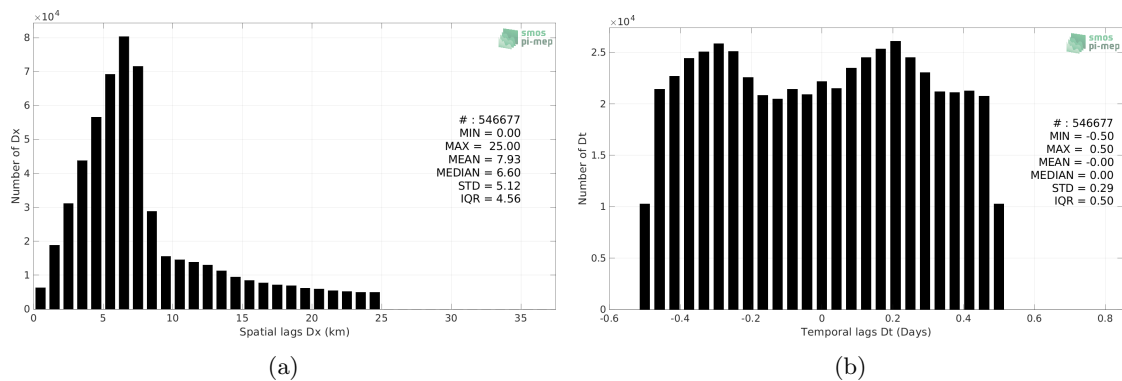 ×10⁴
8
7
6
5
4
3
2
1
0
Number of Dx
0 5 10 15 20 25 30 35
Spatial lags Dx (km)
smos
pi-mep
# : 546677
MIN = 0.00
MAX = 25.00
MEAN = 7.93
MEDIAN = 6.60
STD = 5.12
IQR = 4.56
(a)
×10⁴
2.5
2
1.5
1
0.5
0
Number of Dt
-0.6 -0.4 -0.2 0 0.2 0.4 0.6 0.8
Temporal lags Dt (Days)
smos
pi-mep
# : 546677
MIN = -0.50
MAX = 0.50
MEAN = -0.00
MEDIAN = 0.00
STD = 0.29
IQR = 0.50
(b)